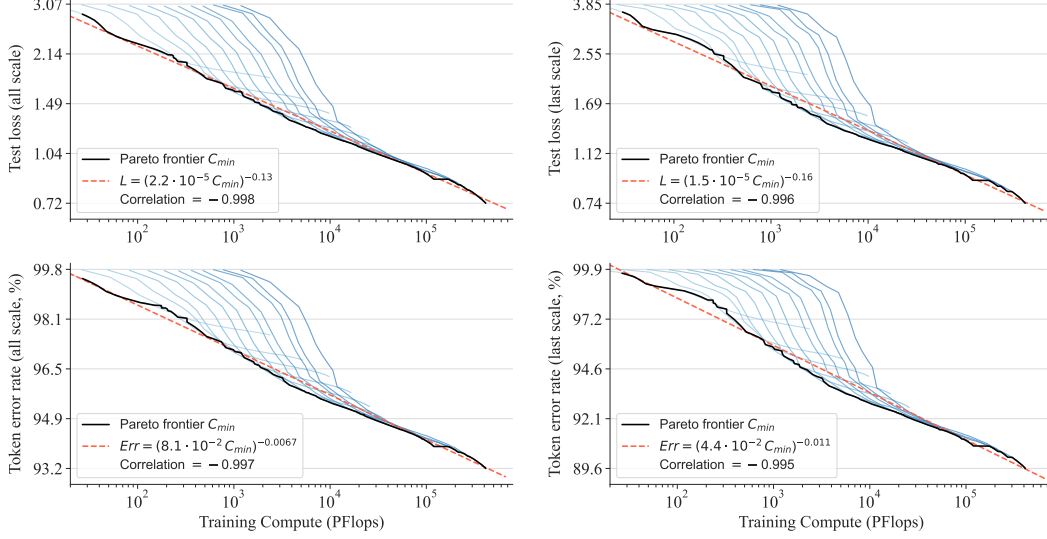 3.07
2.14
1.49
1.04
0.72
Test loss (all scale)
Pareto frontier C_min
L = (2.2 · 10^−5 C_min)^−0.13
Correlation = −0.998
10^2 10^3 10^4 10^5
3.85
2.55
1.69
1.12
0.74
Test loss (last scale)
Pareto frontier C_min
L = (1.5 · 10^−5 C_min)^−0.16
Correlation = −0.996
10^2 10^3 10^4 10^5
99.8
98.1
96.5
94.9
93.2
Token error rate (all scale, %)
Pareto frontier C_min
Err = (8.1 · 10^−2 C_min)^−0.0067
Correlation = −0.997
10^2 10^3 10^4 10^5
Training Compute (PFlops)
99.9
97.2
94.6
92.1
89.6
Token error rate (last scale, %)
Pareto frontier C_min
Err = (4.4 · 10^−2 C_min)^−0.011
Correlation = −0.995
10^2 10^3 10^4 10^5
Training Compute (PFlops)